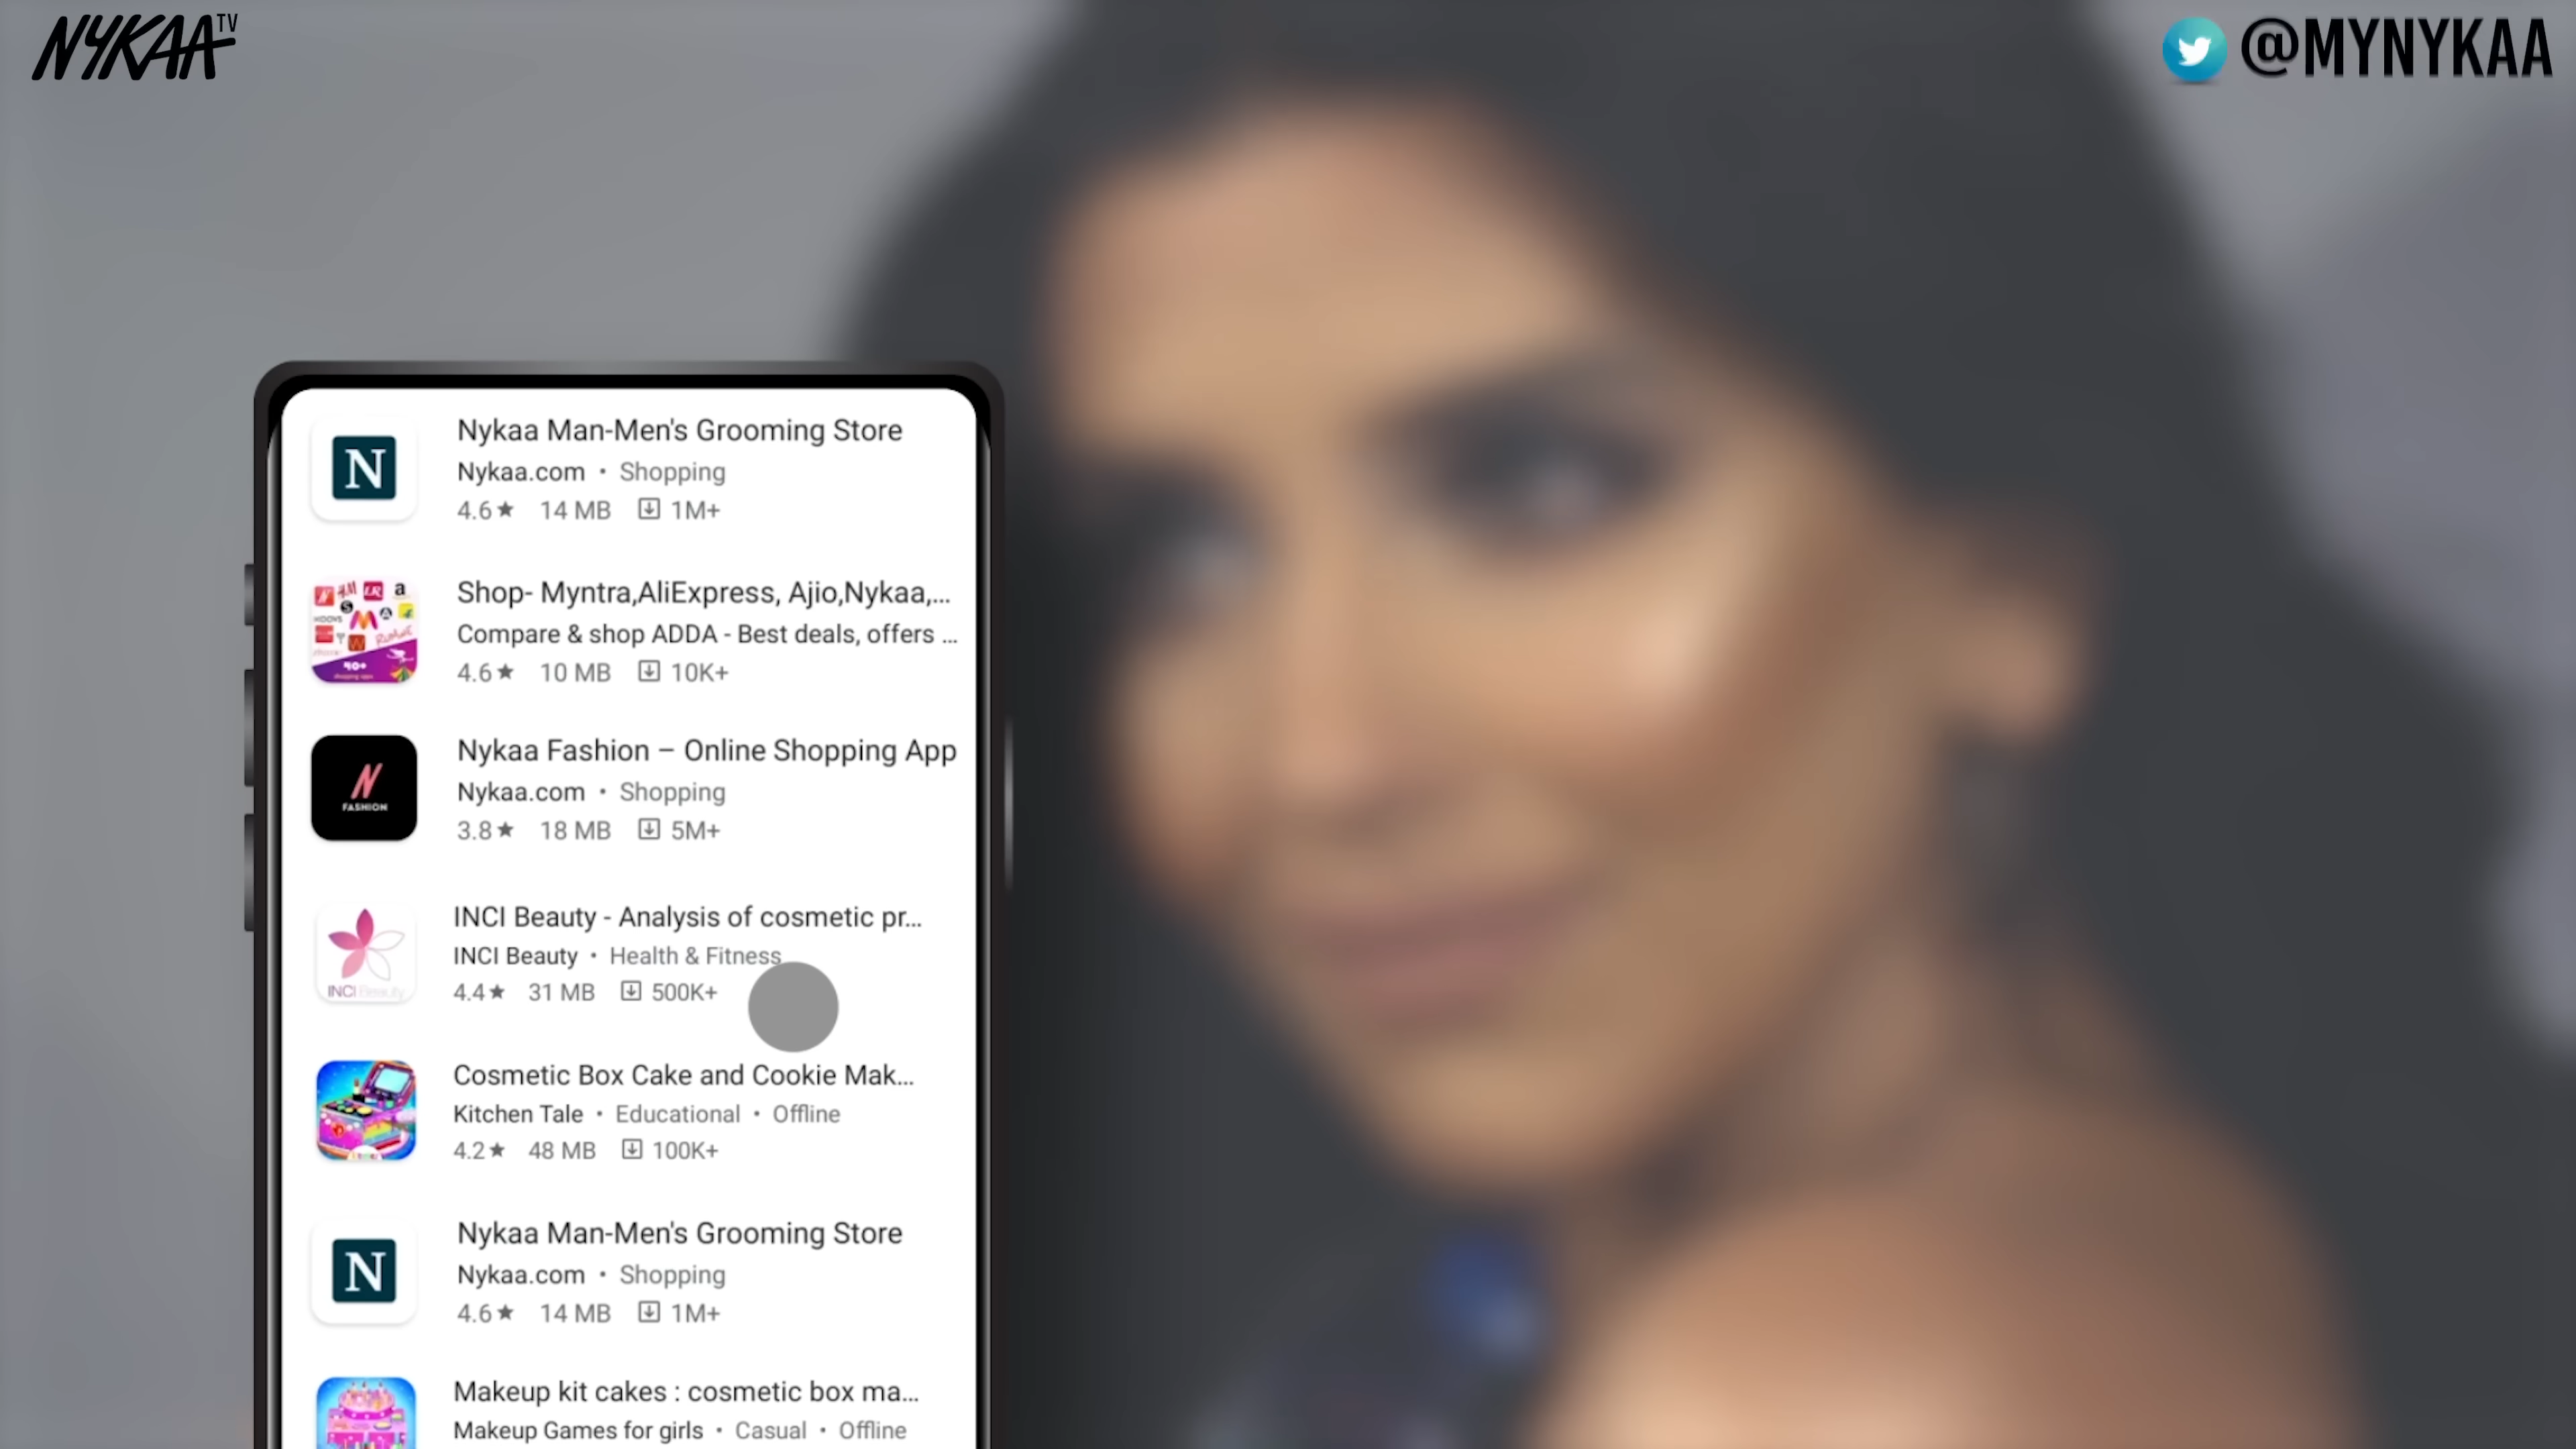 NYKAA TV
@MYNYKAA
Nykaa Man-Men's Grooming Store
Nykaa.com • Shopping
4.6★ 14 MB 1M+
Shop- Myntra,AliExpress, Ajio,Nykaa,...
Compare & shop ADDA - Best deals, offers ...
4.6★ 10 MB 10K+
Nykaa Fashion – Online Shopping App
N
FASHION
Nykaa.com • Shopping
3.8★ 18 MB 5M+
INCI Beauty - Analysis of cosmetic pr...
INCI Beauty
INCI Beauty • Health & Fitness
4.4★ 31 MB 500K+
Cosmetic Box Cake and Cookie Mak...
Kitchen Tale • Educational • Offline
4.2★ 48 MB 100K+
N
Nykaa Man-Men's Grooming Store
Nykaa.com • Shopping
4.6★ 14 MB 1M+
Makeup kit cakes : cosmetic box ma...
Makeup Games for girls • Casual • Offline